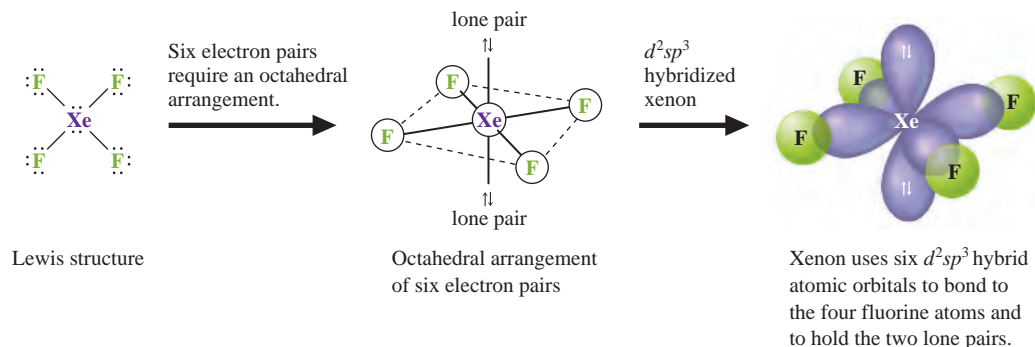 F F
Xe
F F
Lewis structure
Six electron pairs
require an octahedral
arrangement.
lone pair
⇅
F
F
Xe
F
F
⇅
lone pair
Octahedral arrangement
of six electron pairs
d²sp³
hybridized
xenon
⇅
F
F
Xe
F
F
⇅
Xenon uses six d²sp³ hybrid
atomic orbitals to bond to
the four fluorine atoms and
to hold the two lone pairs.